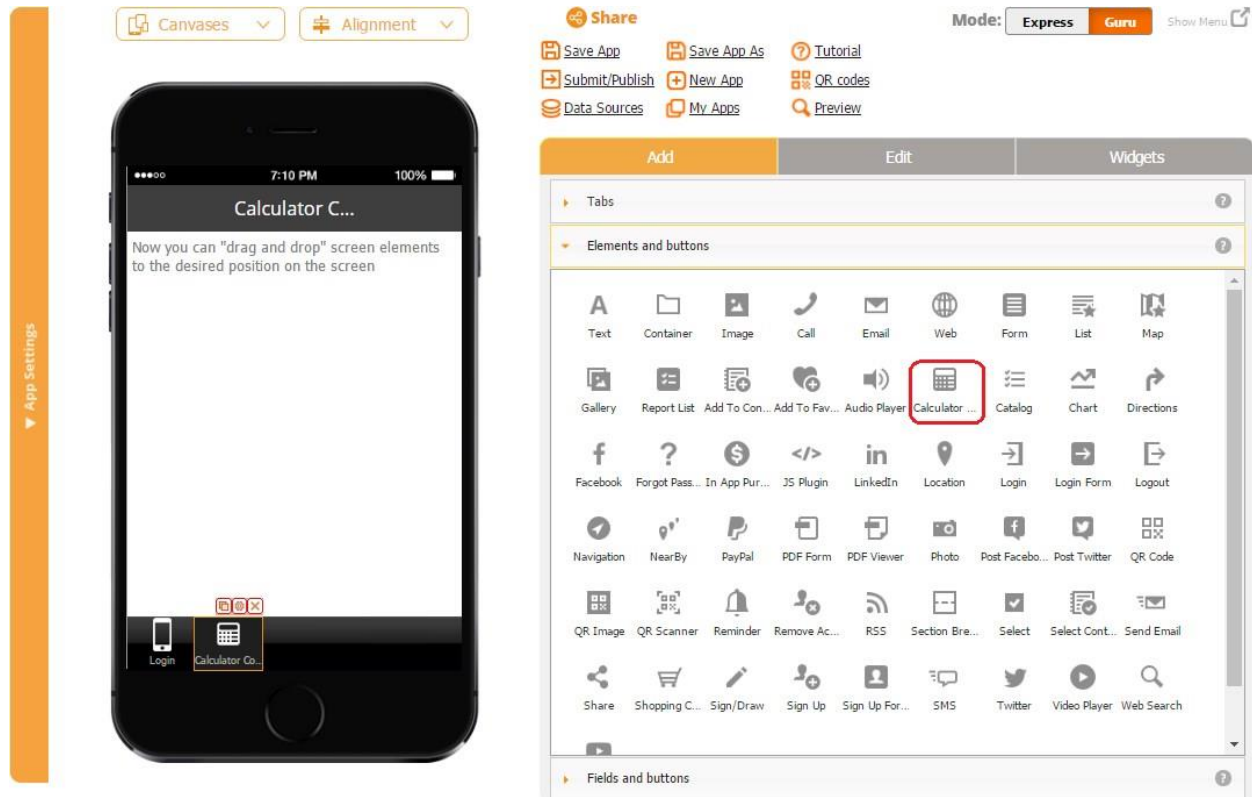 Canvases
Alignment
Share
Mode: Express Guru Show Menu
Save App
Save App As
Tutorial
Submit/Publish
New App
QR codes
Data Sources
My Apps
Preview
App Settings
7:10 PM
100%
Calculator C...
Now you can "drag and drop" screen elements
to the desired position on the screen
Login
Calculator Co...
Add
Edit
Widgets
Tabs
?
Elements and buttons
?
Text Container Image Call Email Web Form List Map
Gallery Report List Add To Con... Add To Fav... Audio Player Calculator ... Catalog Chart Directions
Facebook Forgot Pass... In App Pur... JS Plugin LinkedIn Location Login Login Form Logout
Navigation NearBy PayPal PDF Form PDF Viewer Photo Post Facebo... Post Twitter QR Code
QR Image QR Scanner Reminder Remove Ac... RSS Section Bre... Select Select Cont... Send Email
Share Shopping C... Sign/Draw Sign Up Sign Up For... SMS Twitter Video Player Web Search
Fields and buttons
?